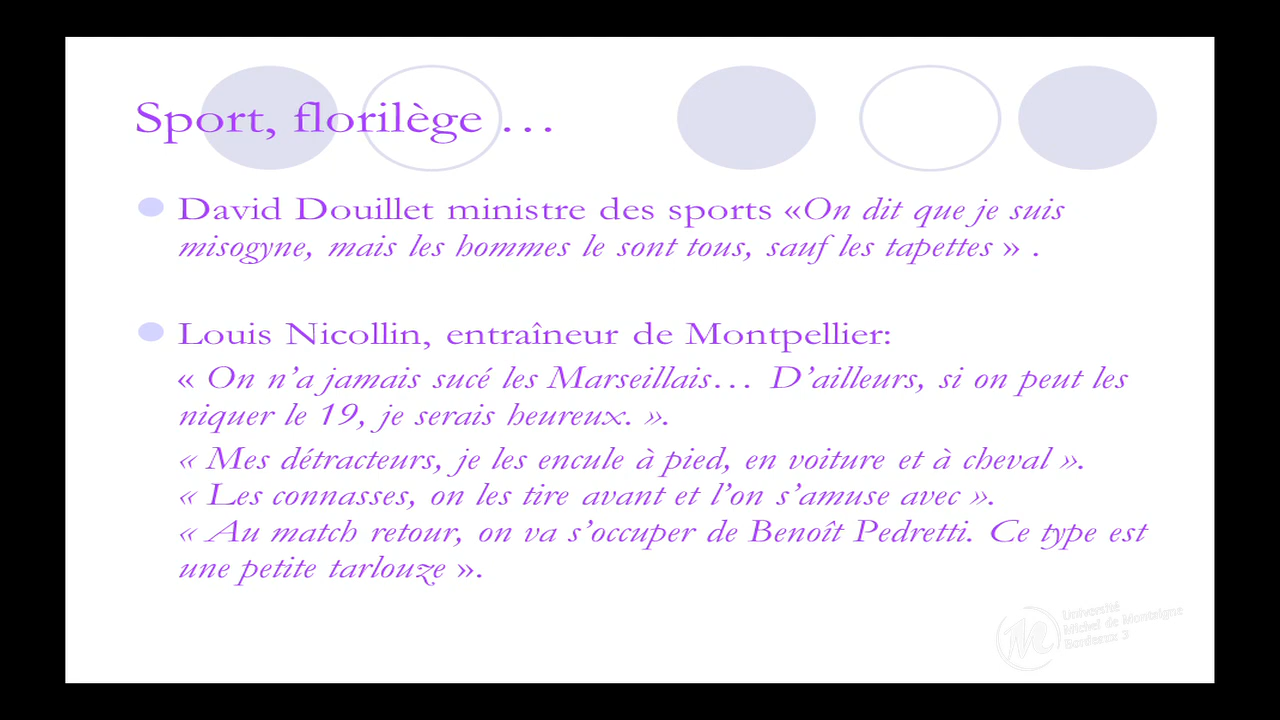 Sport, florilège …
David Douillet ministre des sports «On dit que je suis
misogyne, mais les hommes le sont tous, sauf les tapettes » .
Louis Nicollin, entraîneur de Montpellier:
« On n’a jamais sucé les Marseillais… D’ailleurs, si on peut les
niquer le 19, je serais heureux. ».
« Mes détracteurs, je les encule à pied, en voiture et à cheval ».
« Les connasses, on les tire avant et l’on s’amuse avec ».
« Au match retour, on va s’occuper de Benoît Pedretti. Ce type est
une petite tarlouze ».
Université
Michel de Montaigne
Bordeaux 3